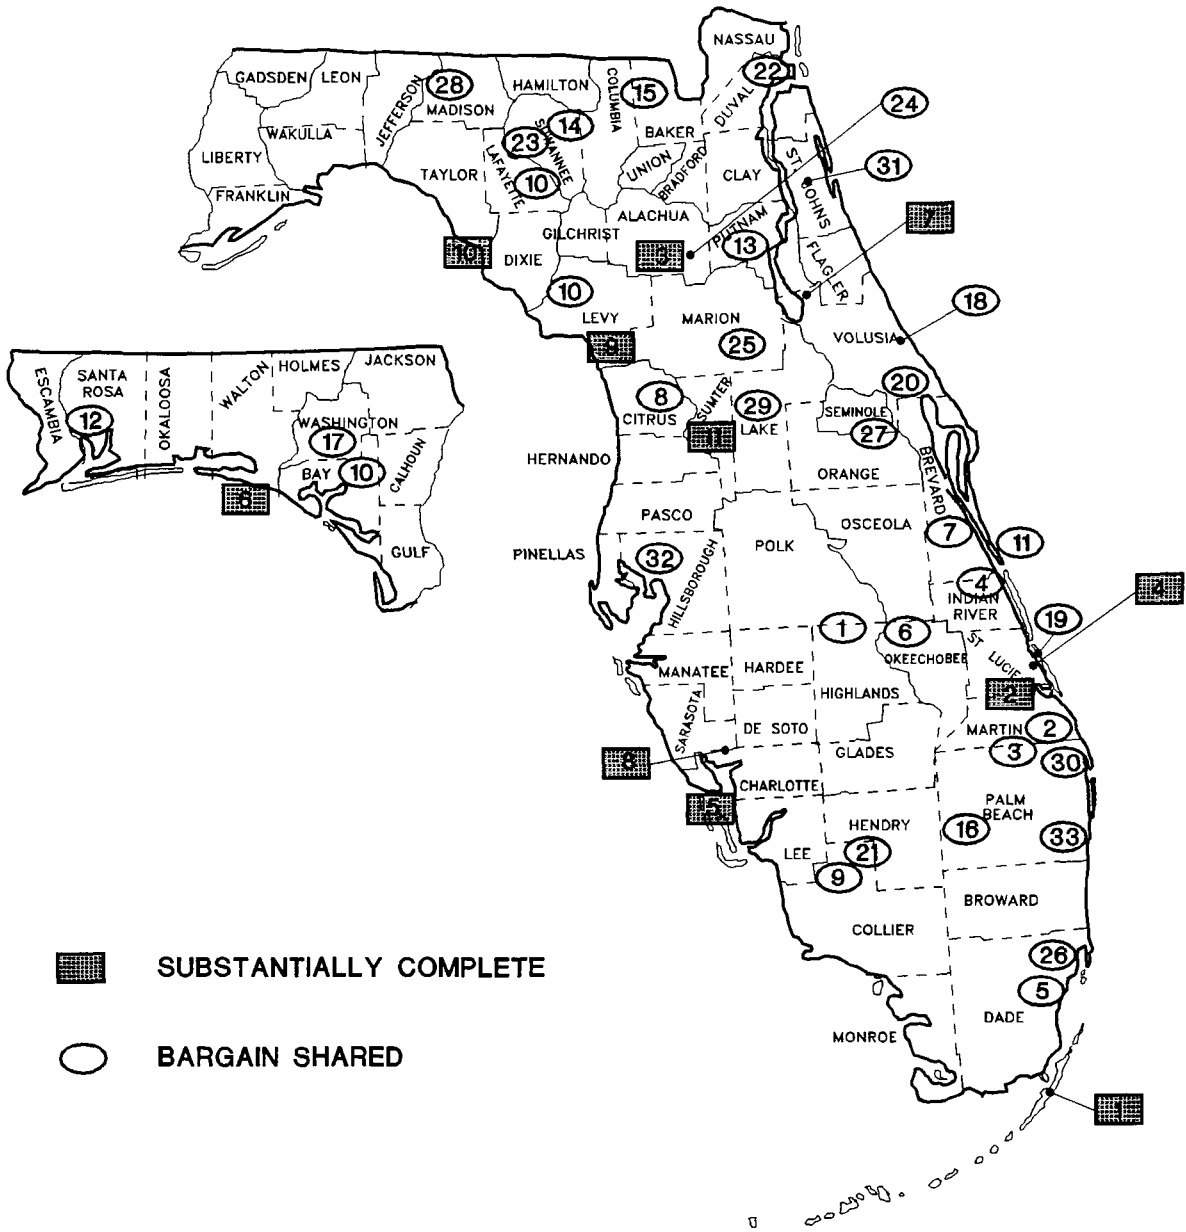 NASSAU
GADSDEN
LEON
JEFFERSON
28
MADISON
HAMILTON
COLUMBIA
15
22
DUVAL
24
WAKULLA
LIBERTY
FRANKLIN
TAYLOR
23
14
SUWANNEE
LAFAYETTE
10
BAKER
UNION
BRADFORD
CLAY
ST
JOHNS
31
7
ALACHUA
GILCHRIST
PUTNAM
13
FLAGLER
10
DIXIE
3
10
LEVY
MARION
25
VOLUSIA
18
9
8
CITRUS
SUMTER
29
LAKE
11
20
SEMINOLE
27
ORANGE
BREVARD
ESCAMBIA
SANTA
ROSA
12
OKALOOSA
WALTON
HOLMES
JACKSON
WASHINGTON
17
BAY
10
CALHOUN
6
GULF
HERNANDO
PASCO
PINELLAS
32
HILLSBOROUGH
POLK
OSCEOLA
7
11
4
INDIAN
RIVER
4
19
1
6
OKEECHOBEE
ST
LUCIE
2
MANATEE
HARDEE
HIGHLANDS
SARASOTA
DE SOTO
MARTIN
2
3
30
8
GLADES
CHARLOTTE
5
PALM
BEACH
16
33
HENDRY
LEE
21
9
BROWARD
COLLIER
26
5
DADE
MONROE
1
SUBSTANTIALLY COMPLETE
BARGAIN SHARED